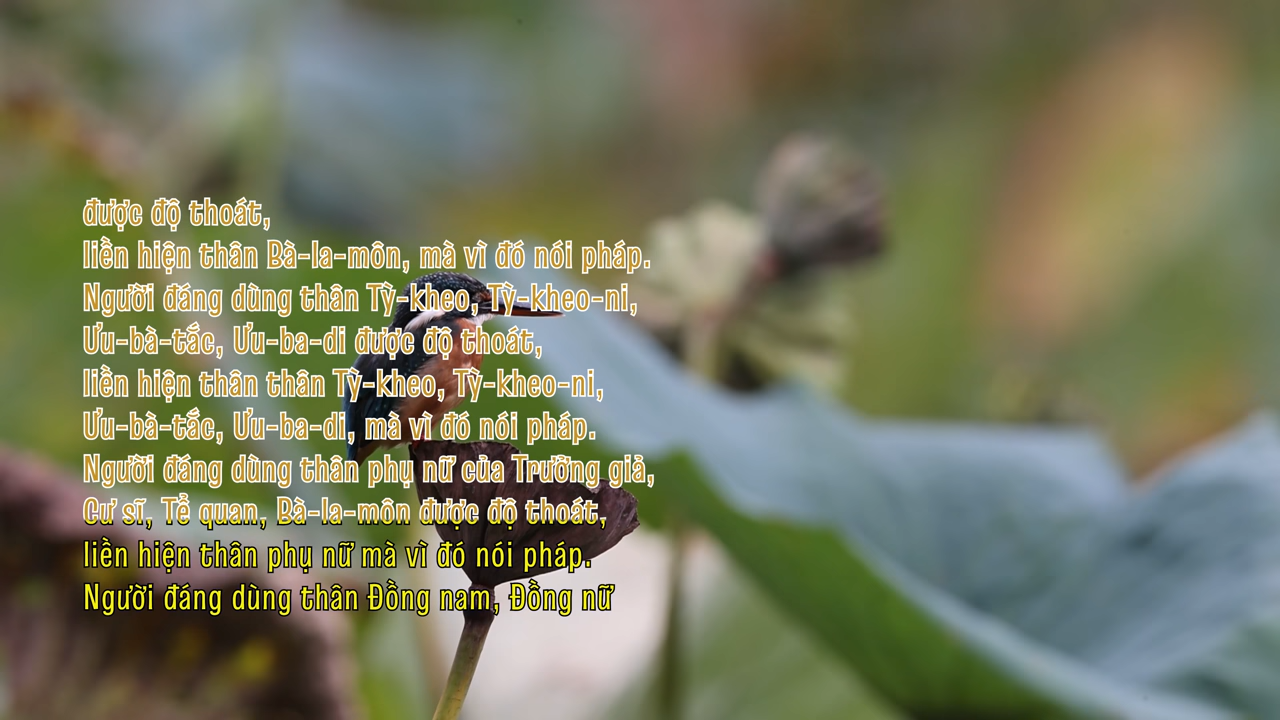 được độ thoát,
liền hiện thân Bà-la-môn, mà vì đó nói pháp.
Người đáng dùng thân Tỳ-kheo, Tỳ-kheo-ni,
Ưu-bà-tắc, Ưu-ba-di được độ thoát,
liền hiện thân thân Tỳ-kheo, Tỳ-kheo-ni,
Ưu-bà-tắc, Ưu-ba-di, mà vì đó nói pháp.
Người đáng dùng thân phụ nữ của Trưởng giả,
Cư sĩ, Tể quan, Bà-la-môn được độ thoát,
liền hiện thân phụ nữ mà vì đó nói pháp.
Người đáng dùng thân Đồng nam, Đồng nữ